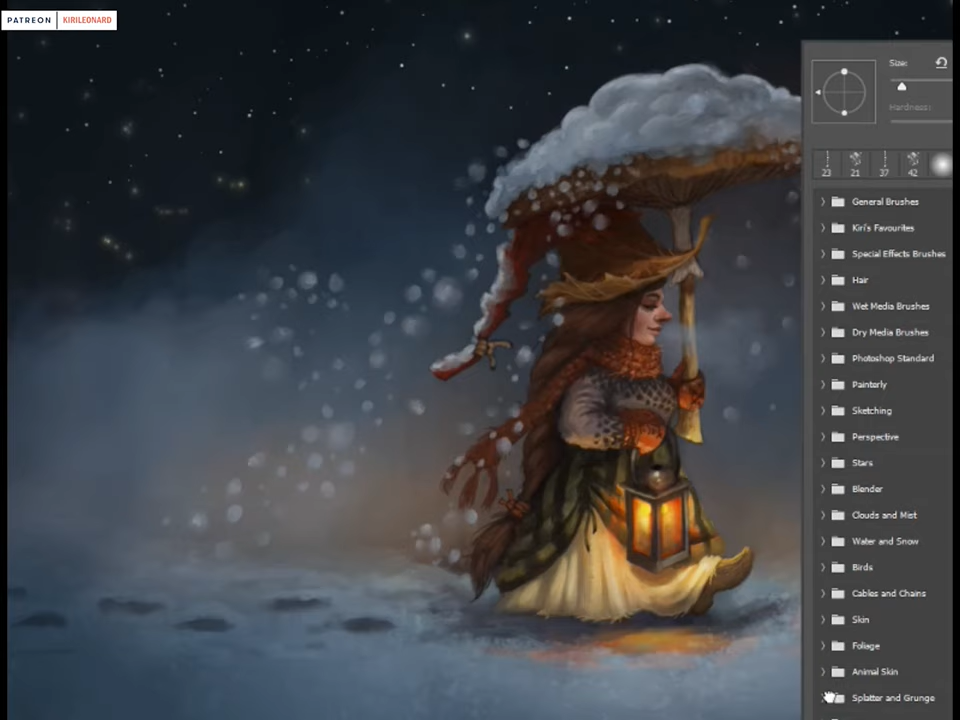 PATREON KIRILEONARD
Size:
Hardness:
23 21 37 42
General Brushes
Kiri's Favourites
Special Effects Brushes
Hair
Wet Media Brushes
Dry Media Brushes
Photoshop Standard
Painterly
Sketching
Perspective
Stars
Blender
Clouds and Mist
Water and Snow
Birds
Cables and Chains
Skin
Foliage
Animal Skin
Splatter and Grunge